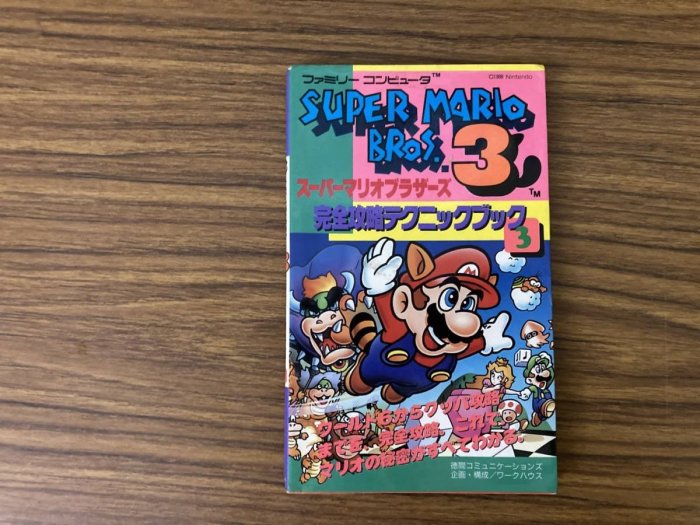 ファミリー コンピュータ™
©1988 Nintendo
SUPER MARIO
BROS. 3
TM
スーパーマリオブラザーズ
完全攻略テクニックブック
3
ワールド6からクッパ攻略
までを、完全攻略。これで、
マリオの秘密がすべてわかる。
徳間コミュニケーションズ
企画・構成/ワークハウス